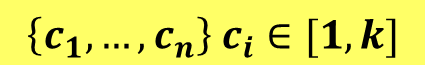 {c₁, ..., cₙ} cᵢ ∈ [1, k]